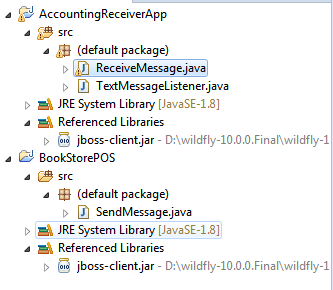 AccountingReceiverApp
src
(default package)
ReceiveMessage.java
TextMessageListener.java
JRE System Library [JavaSE-1.8]
Referenced Libraries
jboss-client.jar - D:\wildfly-10.0.0.Final\wildfly-1
BookStorePOS
src
(default package)
SendMessage.java
JRE System Library [JavaSE-1.8]
Referenced Libraries
jboss-client.jar - D:\wildfly-10.0.0.Final\wildfly-1